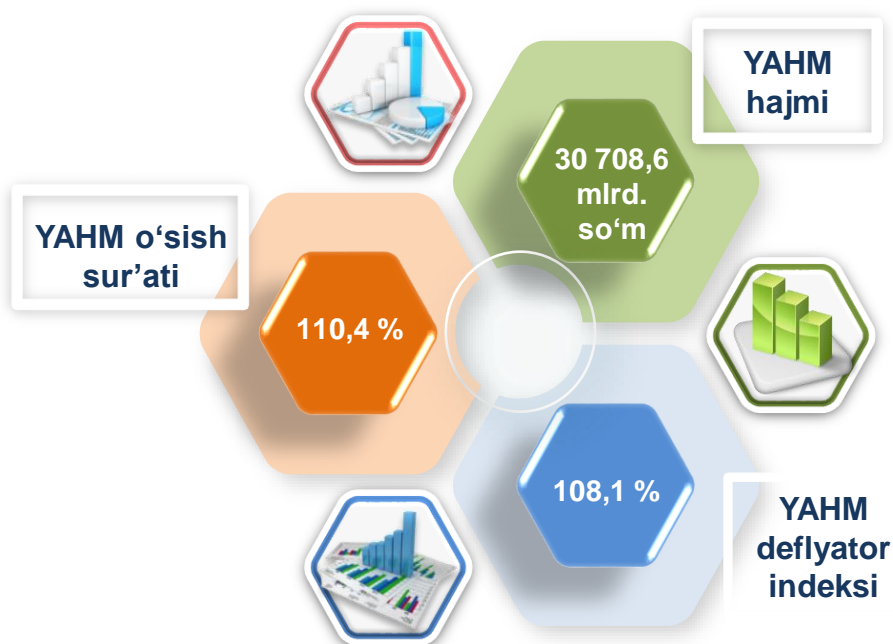 YAHM
hajmi
30 708,6
mlrd.
so‘m
YAHM o‘sish
sur’ati
110,4 %
108,1 %
YAHM
deflyator
indeksi